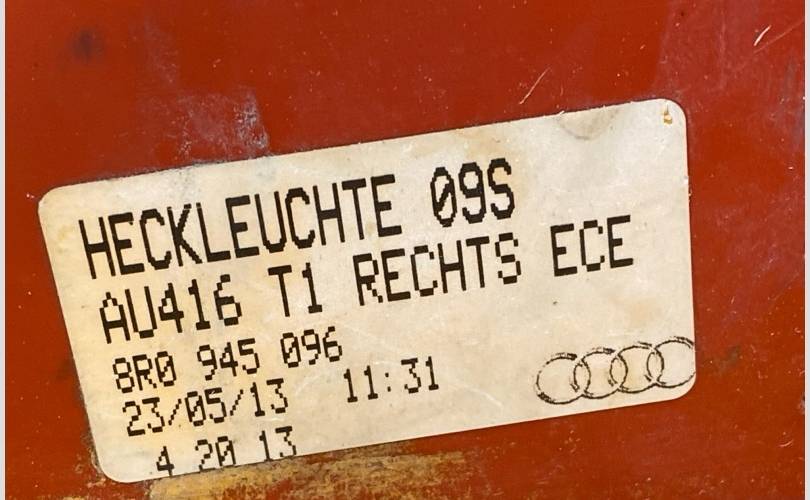 HECKLEUCHTE 09S
AU416 T1 RECHTS ECE
8R0 945 096
23/05/13 11:31
4 20 13